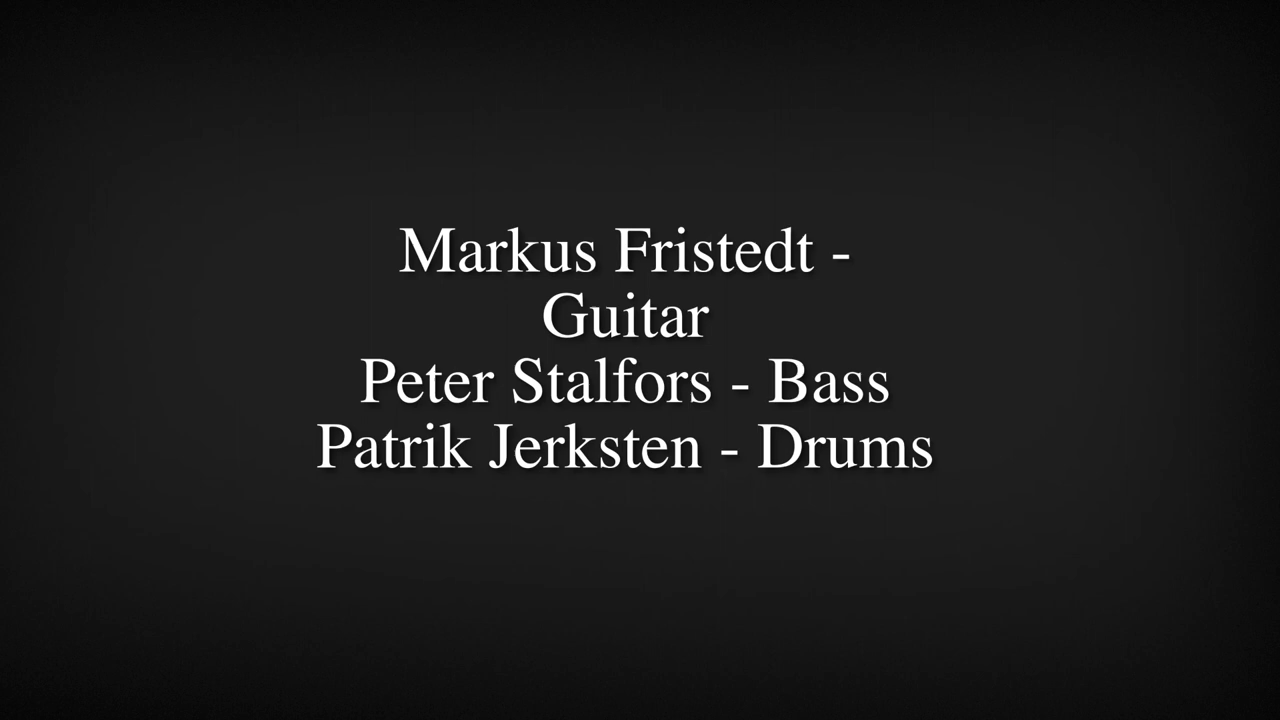 Markus Fristedt -
Guitar
Peter Stalfors - Bass
Patrik Jerksten - Drums